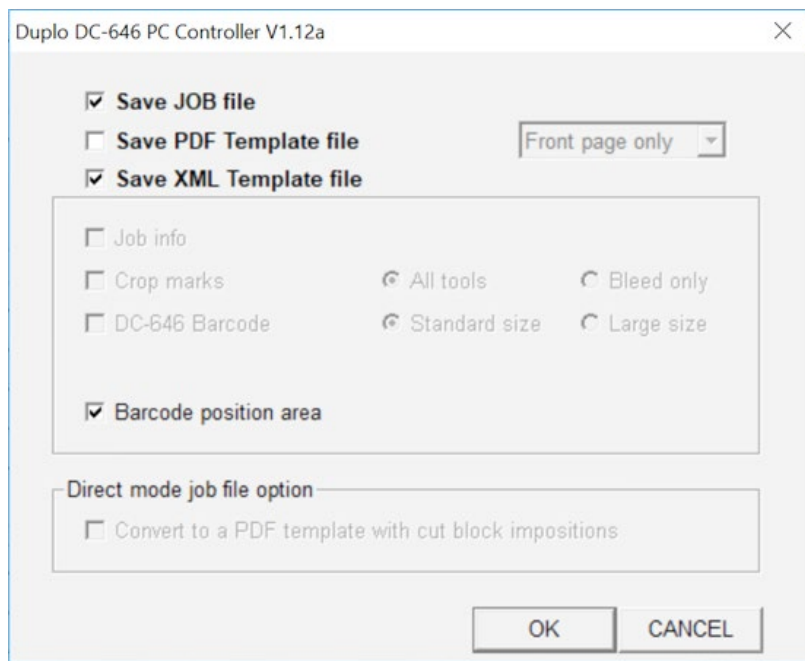 Duplo DC-646 PC Controller V1.12a
Save JOB file
Save PDF Template file Front page only
Save XML Template file
Job info
Crop marks All tools Bleed only
DC-646 Barcode Standard size Large size
Barcode position area
Direct mode job file option
Convert to a PDF template with cut block impositions
OK CANCEL